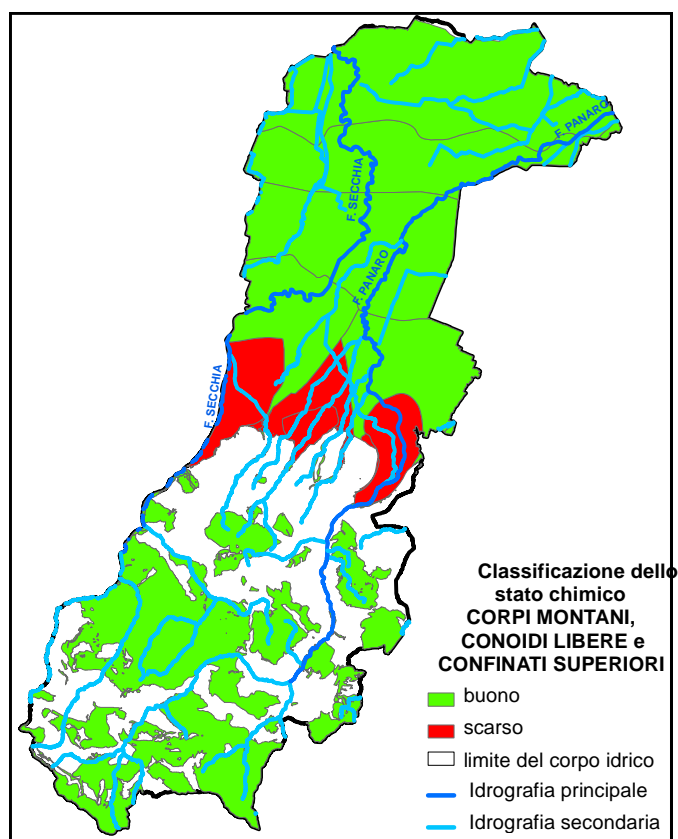 F. PANARO
F. SECCHIA
F. PANARO
F. SECCHIA
Classificazione dello
stato chimico
CORPI MONTANI,
CONOIDI LIBERE e
CONFINATI SUPERIORI
buono
scarso
limite del corpo idrico
Idrografia principale
Idrografia secondaria